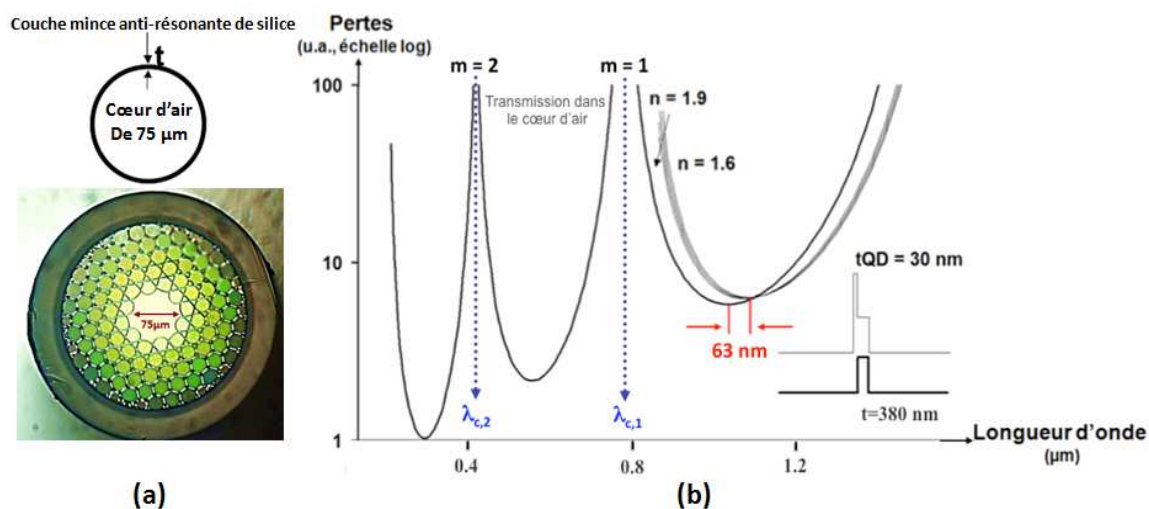 Couche mince anti-résonante de silice
t
Cœur d'air
De 75 µm
75µm
(a)
Pertes
(u.a., échelle log)
100
10
1
m = 2
m = 1
Transmission dans
le cœur d'air
n = 1.9
n = 1.6
63 nm
tQD = 30 nm
t=380 nm
λc,2
λc,1
0.4
0.8
1.2
Longueur d'onde
(µm)
(b)